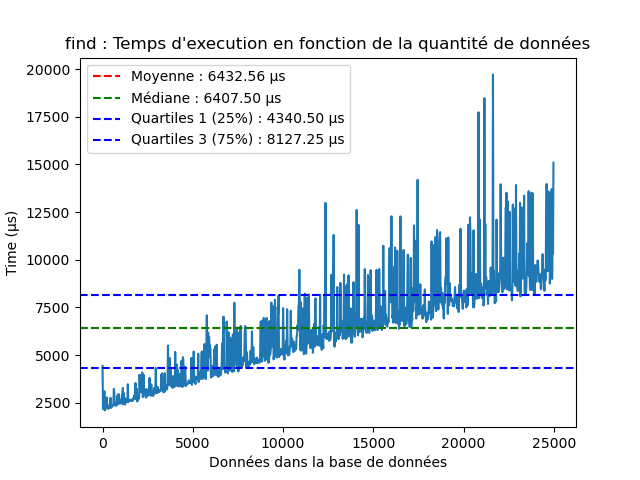 find : Temps d'execution en fonction de la quantité de données
Moyenne : 6432.56 µs
Médiane : 6407.50 µs
Quartiles 1 (25%) : 4340.50 µs
Quartiles 3 (75%) : 8127.25 µs
20000
17500
15000
12500
10000
7500
5000
2500
Time (µs)
0 5000 10000 15000 20000 25000
Données dans la base de données